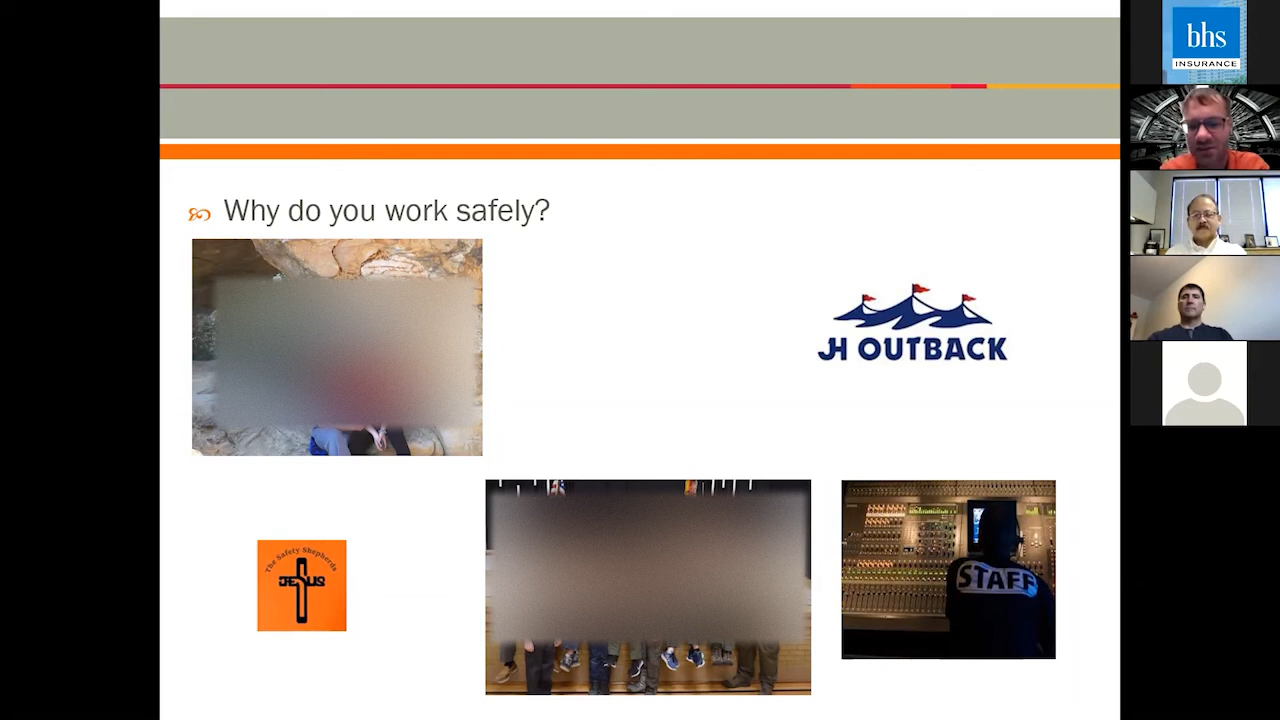 bhs
INSURANCE
Why do you work safely?
JH OUTBACK
The Safety Shepherds
JESUS
STAFF